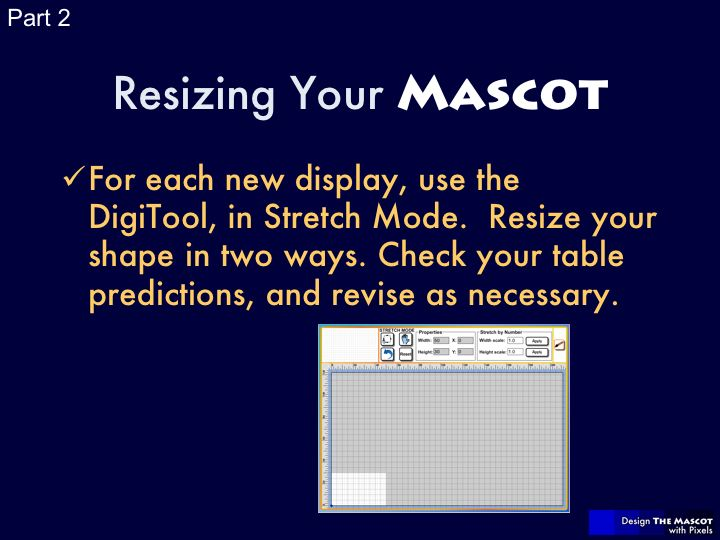 Part 2
Resizing Your MASCOT
✓ For each new display, use the
DigiTool, in Stretch Mode.  Resize your
shape in two ways. Check your table
predictions, and revise as necessary.
STRETCH MODE
Properties
Stretch by Number
Width: 50 X: 0
Width scale: 1.0 Apply
Reset
Height: 30 Y: 0
Height scale: 1.0 Apply
Design THE MASCOT
with Pixels